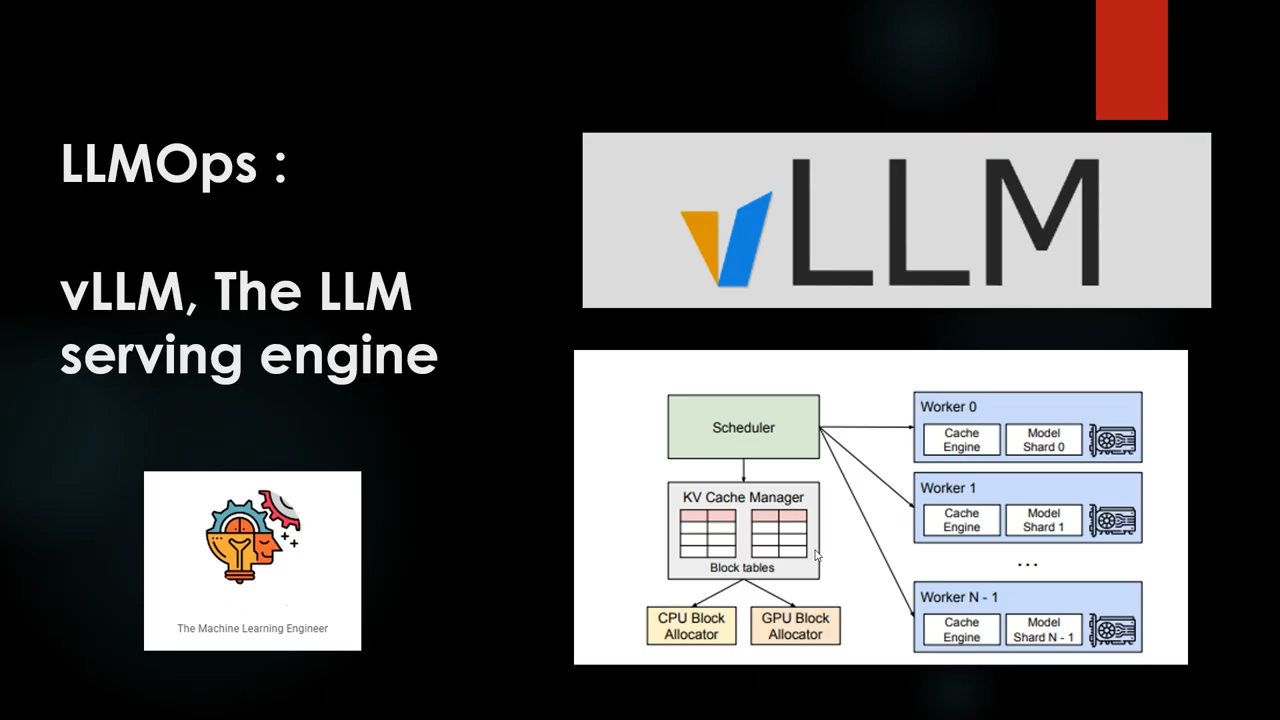 LLMOps :
vLLM, The LLM
serving engine
The Machine Learning Engineer
vLLM
Scheduler
KV Cache Manager
Block tables
CPU Block
Allocator
GPU Block
Allocator
Worker 0
Cache
Engine
Model
Shard 0
Worker 1
Cache
Engine
Model
Shard 1
...
Worker N - 1
Cache
Engine
Model
Shard N - 1